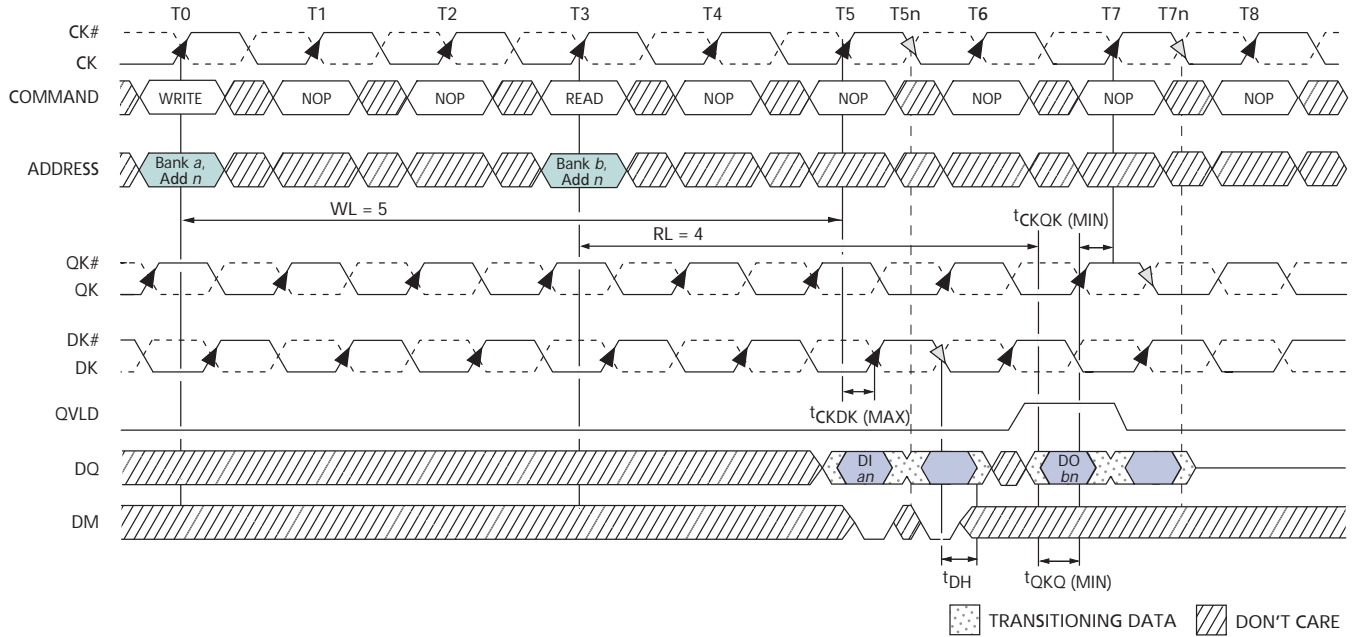 T0 T1 T2 T3 T4 T5 T5n T6 T7 T7n T8
CK#
CK
COMMAND WRITE NOP NOP READ NOP NOP NOP NOP NOP
ADDRESS Bank a, Add n Bank b, Add n
WL = 5
RL = 4
tCKQK (MIN)
QK#
QK
DK#
DK
tCKDK (MAX)
QVLD
DQ DI an DO bn
DM
tDH tQKQ (MIN)
TRANSITIONING DATA DON'T CARE